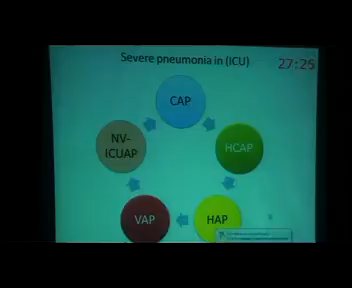 Severe pneumonia in (ICU)
27:25
CAP
NV-
ICUAP
HCAP
VAP
HAP